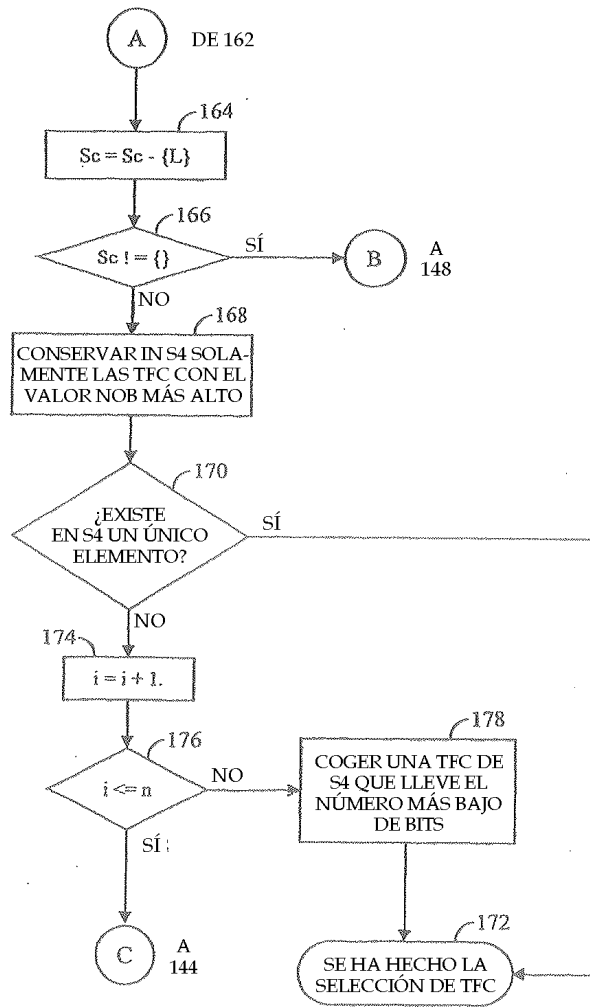 A
DE 162
164
Sc = Sc - {L}
166
Sc ! = {}
SÍ
B
A
148
NO
168
CONSERVAR IN S4 SOLA-
MENTE LAS TFC CON EL
VALOR NOB MÁS ALTO
170
¿EXISTE
EN S4 UN ÚNICO
ELEMENTO?
SÍ
NO
174
i = i + 1.
176
i <= n
NO
178
COGER UNA TFC DE
S4 QUE LLEVE EL
NÚMERO MÁS BAJO
DE BITS
SÍ
C
A
144
172
SE HA HECHO LA
SELECCIÓN DE TFC